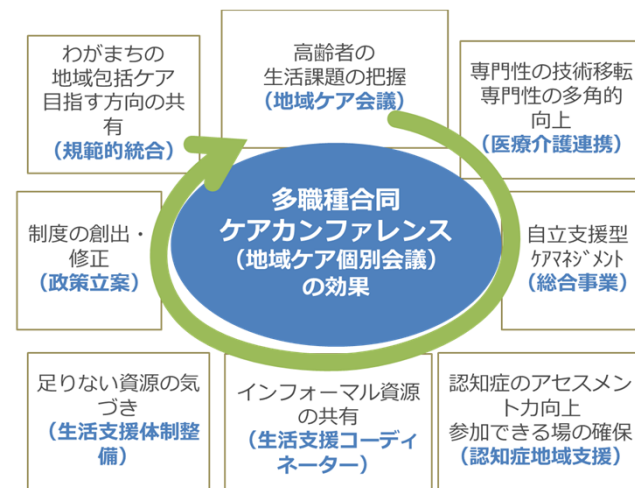 わがまちの
地域包括ケア
目指す方向の共
有
（規範的統合）
高齢者の
生活課題の把握
（地域ケア会議）
専門性の技術移転
専門性の多角的
向上
（医療介護連携）
制度の創出・
修正
（政策立案）
多職種合同
ケアカンファレンス
（地域ケア個別会議）
の効果
自立支援型
ｹｱﾏﾈｼﾞﾒﾝﾄ
（総合事業）
足りない資源の気
づき
（生活支援体制整
備）
インフォーマル資源
の共有
（生活支援コーディ
ネーター）
認知症のアセスメン
ト力向上
参加できる場の確保
（認知症地域支援）